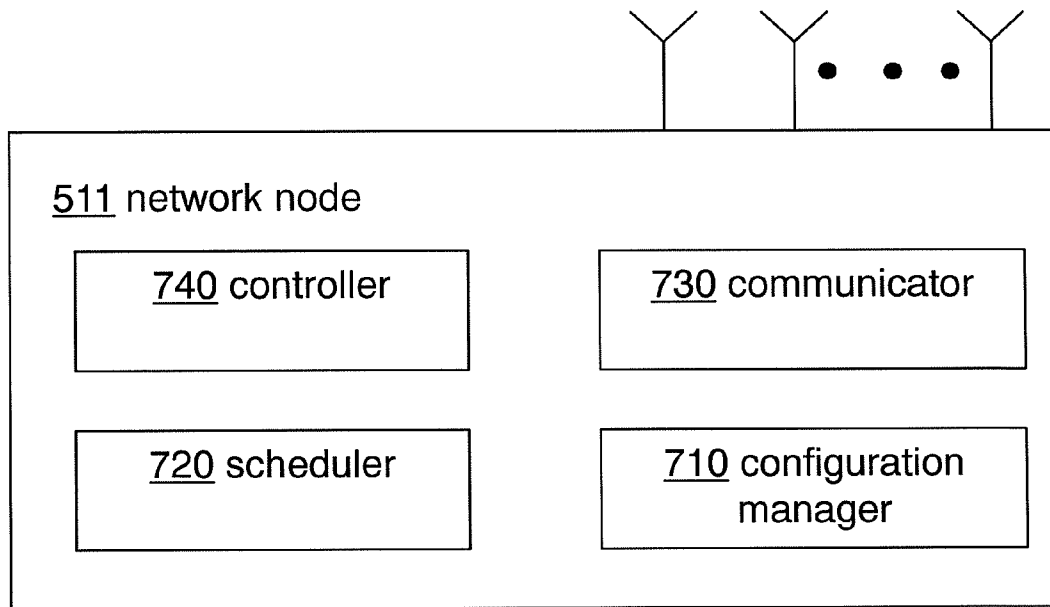 511 network node
740 controller
730 communicator
720 scheduler
710 configuration
manager